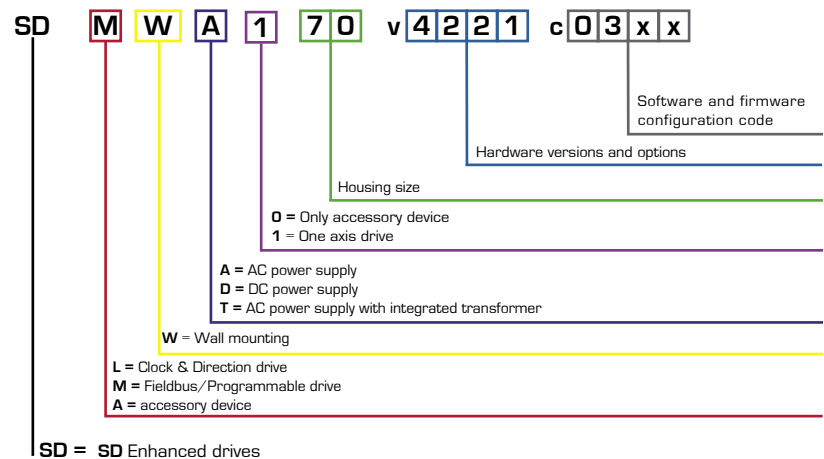 SD M W A 1 7 0 v 4 2 2 1 c 0 3 x x
Software and firmware
configuration code
Hardware versions and options
Housing size
0 = Only accessory device
1 = One axis drive
A = AC power supply
D = DC power supply
T = AC power supply with integrated transformer
W = Wall mounting
L = Clock & Direction drive
M = Fieldbus/Programmable drive
A = accessory device
SD = SD Enhanced drives